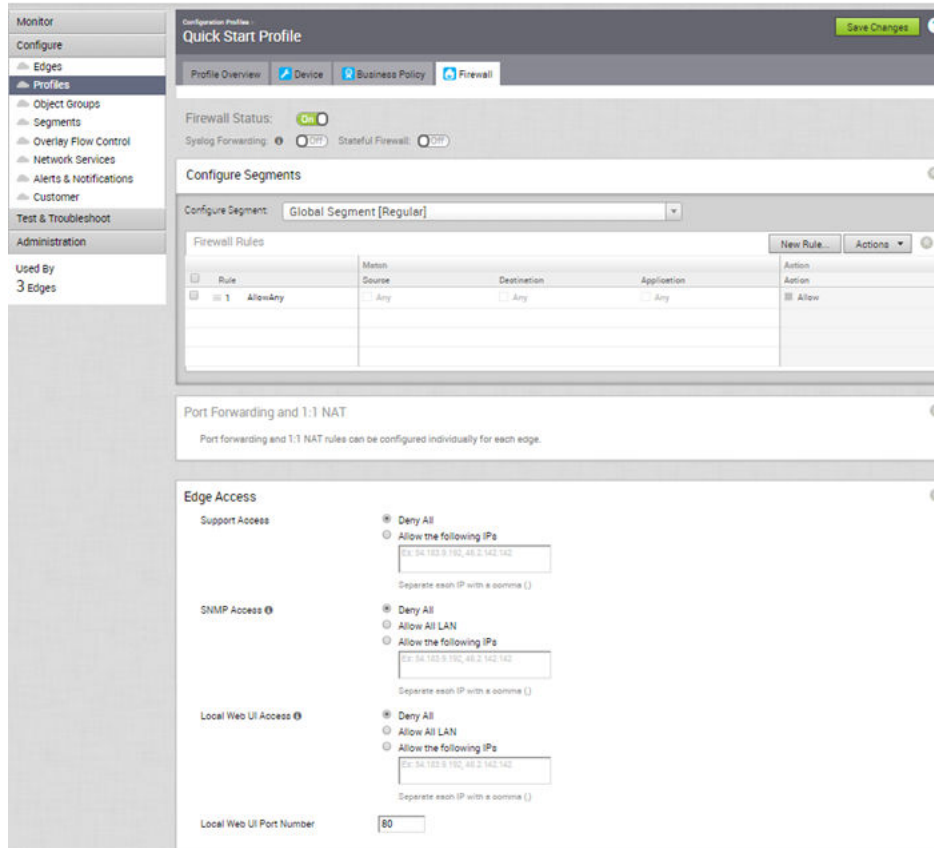 Monitor
Configure
Edges
Profiles
Object Groups
Segments
Overlay Flow Control
Network Services
Alerts & Notifications
Customer
Test & Troubleshoot
Administration
Used By
3 Edges
Configuration Profiles
Quick Start Profile
Save Changes
Profile Overview Device Business Policy Firewall
Firewall Status: On
Syslog Forwarding: Off Stateful Firewall: Off
Configure Segments
Configure Segment: Global Segment [Regular]
Firewall Rules New Rule... Actions
Match Action
Rule Source Destination Application Action
1 AllowAny Any Any Any Allow
Port Forwarding and 1:1 NAT
Port forwarding and 1:1 NAT rules can be configured individually for each edge.
Edge Access
Support Access Deny All
Allow the following IPs
Ex: 54.183.9.192, 46.2.142.142
Separate each IP with a comma (,)
SNMP Access Deny All
Allow All LAN
Allow the following IPs
Ex: 54.183.9.192, 46.2.142.142
Separate each IP with a comma (,)
Local Web UI Access Deny All
Allow All LAN
Allow the following IPs
Ex: 54.183.9.192, 46.2.142.142
Separate each IP with a comma (,)
Local Web UI Port Number 80